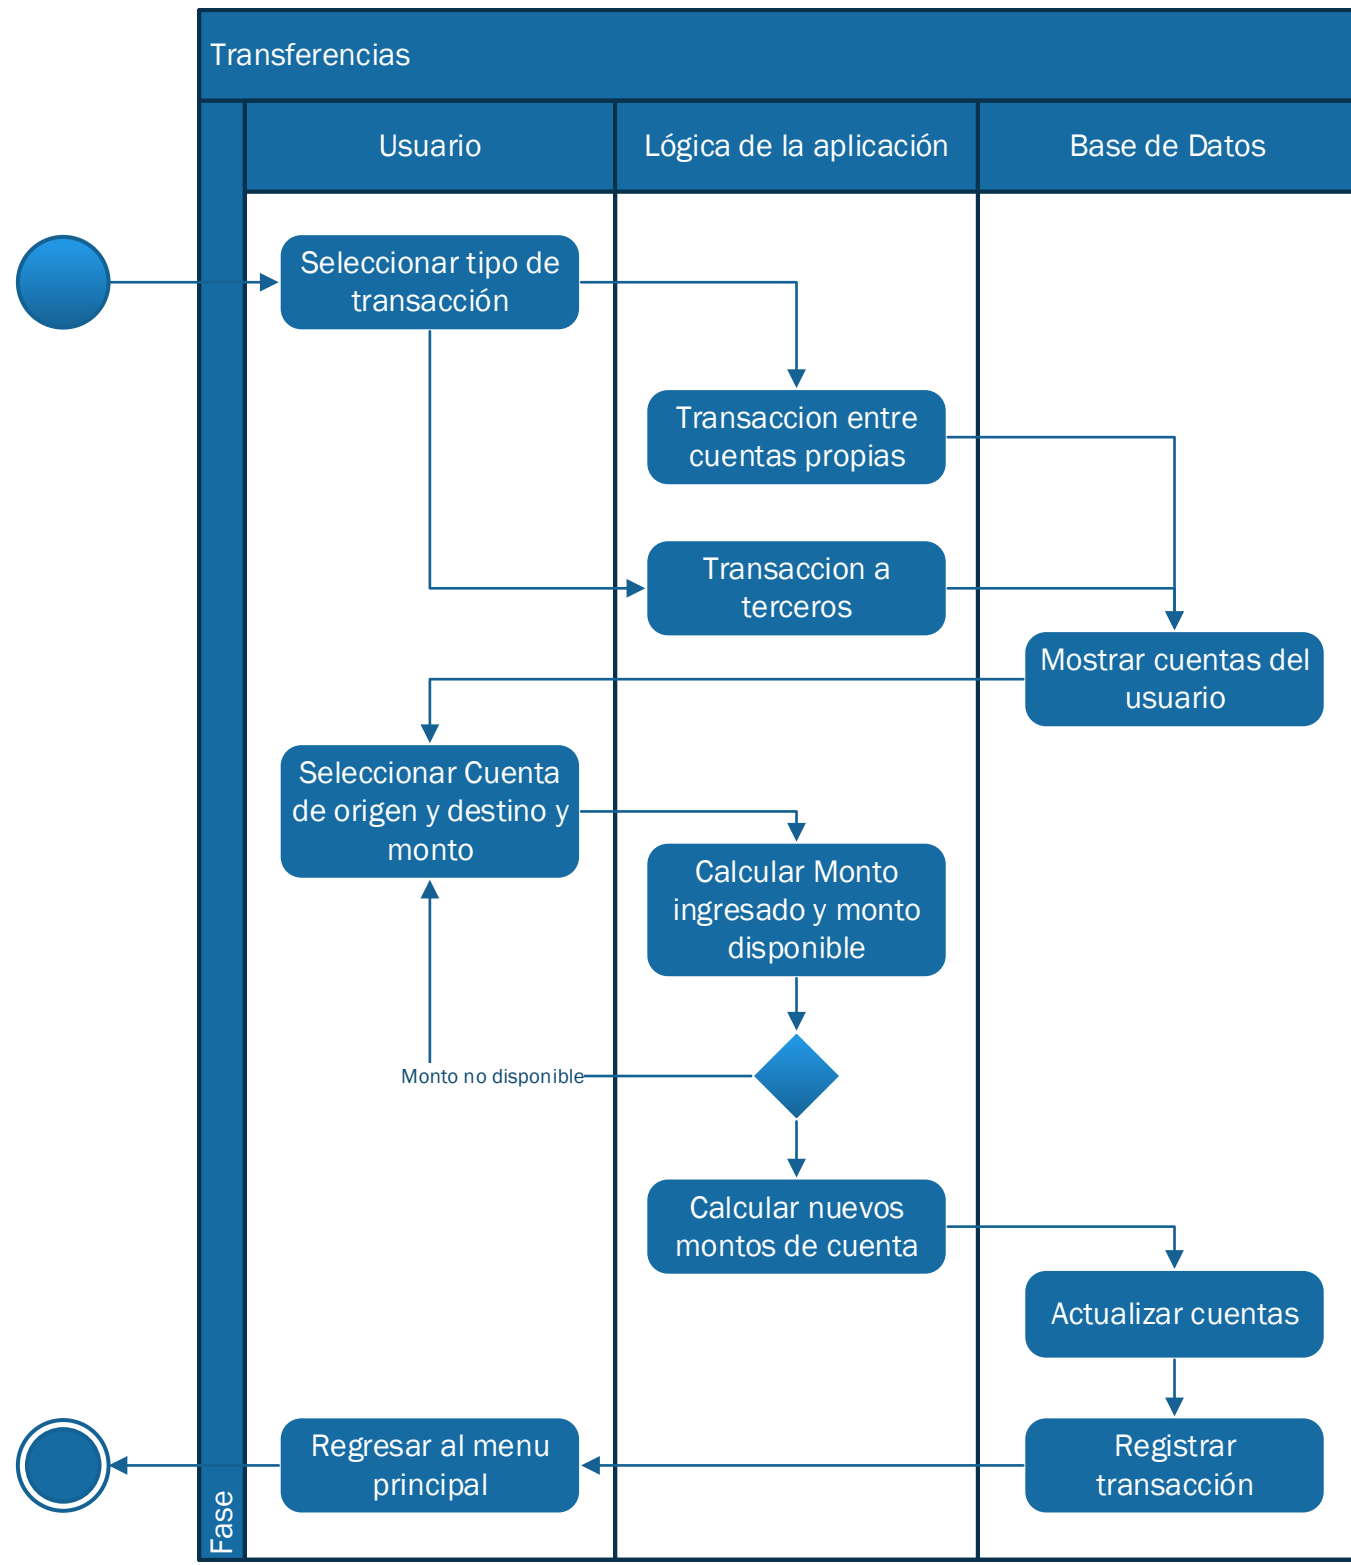 Transferencias
Usuario
Lógica de la aplicación
Base de Datos
Seleccionar tipo de
transacción
Transaccion entre
cuentas propias
Transaccion a
terceros
Mostrar cuentas del
usuario
Seleccionar Cuenta
de origen y destino y
monto
Calcular Monto
ingresado y monto
disponible
Monto no disponible
Calcular nuevos
montos de cuenta
Actualizar cuentas
Registrar
transacción
Regresar al menu
principal
Fase